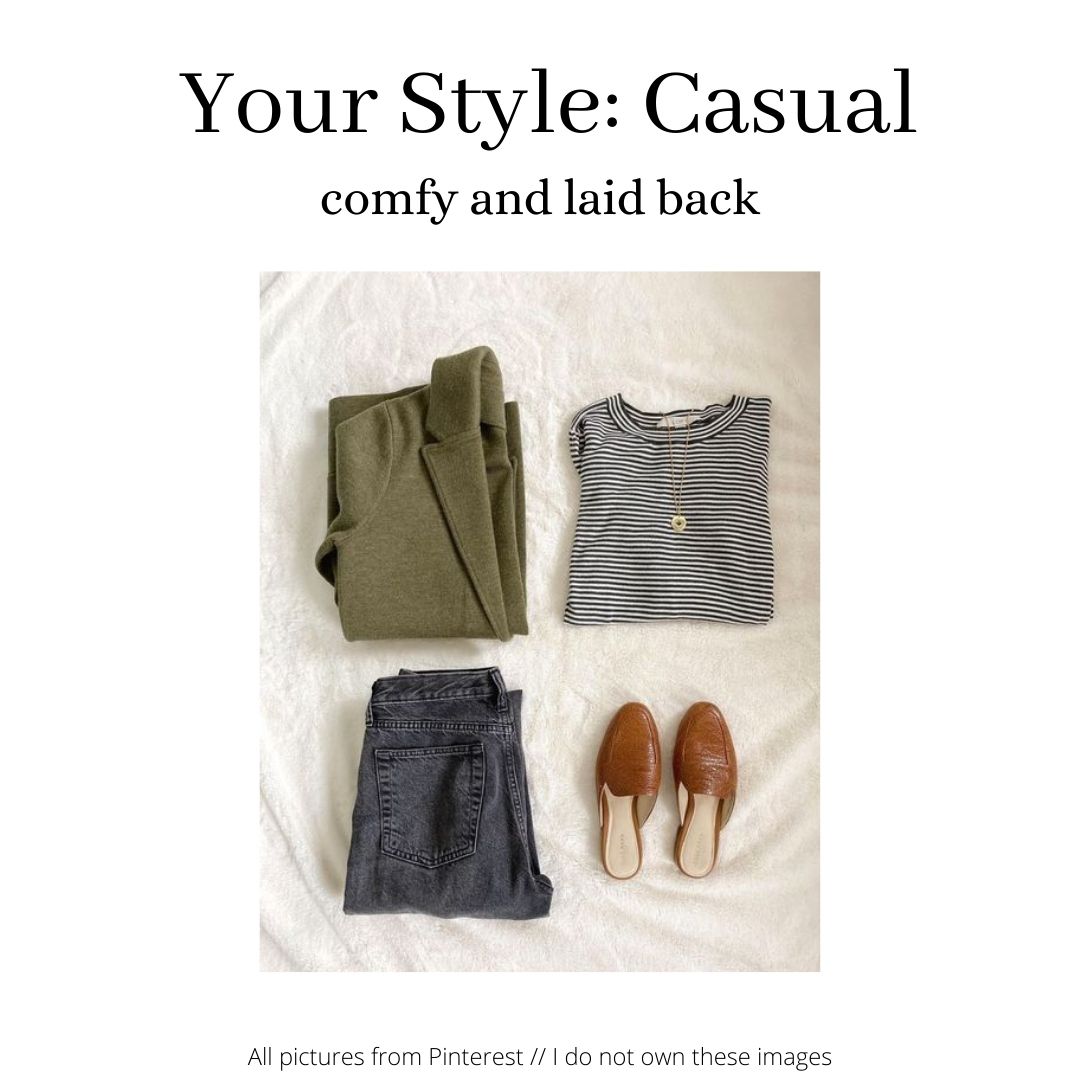 Your Style: Casual
comfy and laid back
All pictures from Pinterest // I do not own these images